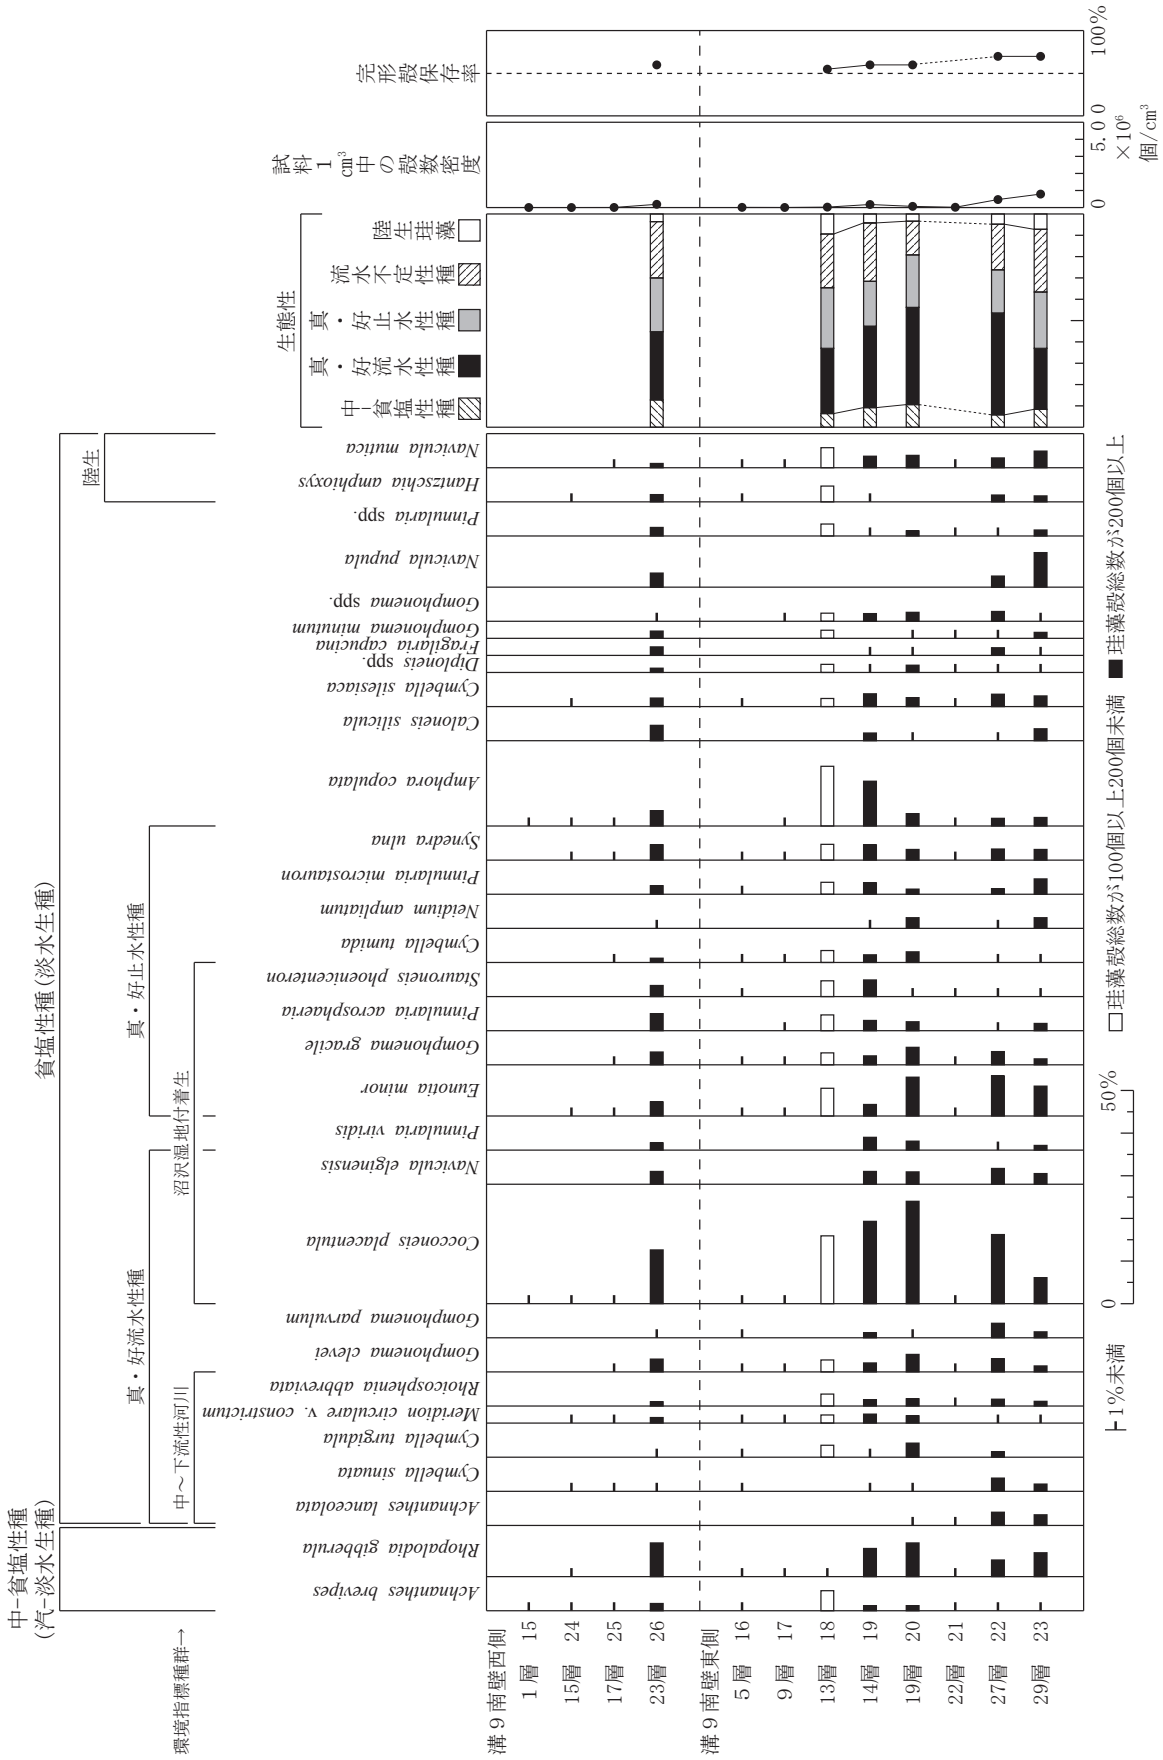 中−貧塩性種
(汽−淡水生種)
貧塩性種(淡水生種)
真・好流水性種
真・好止水性種
陸生
中～下流性河川
沼沢湿地付着生
環境指標種群→
Achnanthes brevipes
Rhopalodia gibberula
Achnanthes lanceolata
Cymbella sinuata
Cymbella turgidula
Meridion circulare v. constrictum
Rhoicosphenia abbreviata
Gomphonema clevei
Gomphonema parvulum
Cocconeis placentula
Navicula elginensis
Pinnularia viridis
Eunotia minor
Gomphonema gracile
Pinnularia acrosphaeria
Stauroneis phoenicenteron
Cymbella tumida
Neidium ampliatum
Pinnularia microstauron
Synedra ulna
Amphora copulata
Caloneis silicula
Cymbella silesiaca
Diploneis spp.
Fragilaria capucina
Gomphonema minutum
Gomphonema spp.
Navicula pupula
Pinnularia spp.
Hantzschia amphioxys
Navicula mutica
生態性
中−貧塩性種
真・好流水性種
真・好止水性種
流水不定性種
陸生珪藻
試料1cm³中の殻数密度
完形殻保存率
溝9南壁西側
1層 15
15層 24
17層 25
23層 26
溝9南壁東側
5層 16
9層 17
13層 18
14層 19
19層 20
22層 21
27層 22
29層 23
0 5.0
×10⁶
個/cm³
0 100%
├1%未満
0 50%
□珪藻殻総数が100個以上200個未満 ■珪藻殻総数が200個以上